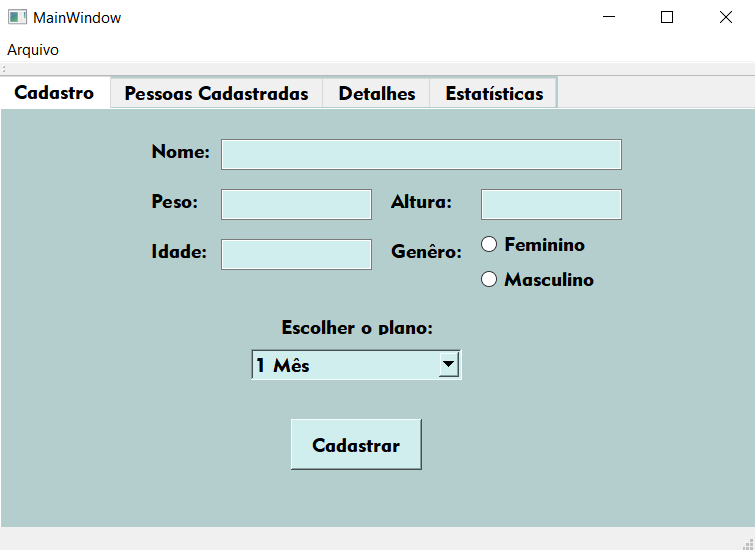 MainWindow
Arquivo
Cadastro Pessoas Cadastradas Detalhes Estatísticas
Nome:
Peso: Altura:
Idade: Genêro: Feminino
Masculino
Escolher o plano:
1 Mês
Cadastrar